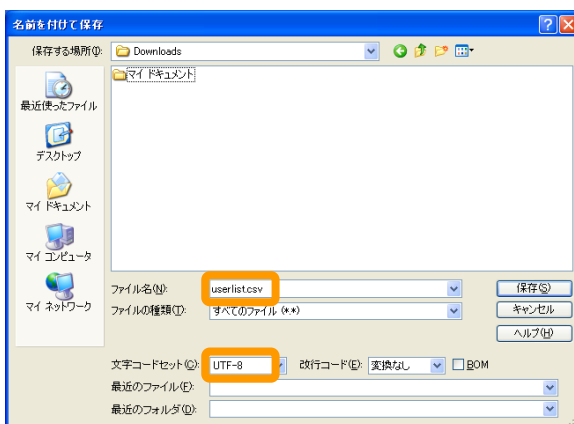 名前を付けて保存
保存する場所(I):
Downloads
マイ ドキュメント
最近使ったファイル
デスクトップ
マイ ドキュメント
マイ コンピュータ
マイ ネットワーク
ファイル名(N):
userlist.csv
保存(S)
ファイルの種類(T):
すべてのファイル (*.*)
キャンセル
ヘルプ(H)
文字コードセット(C):
UTF-8
改行コード(E):
変換なし
BOM
最近のファイル(F):
最近のフォルダ(D):